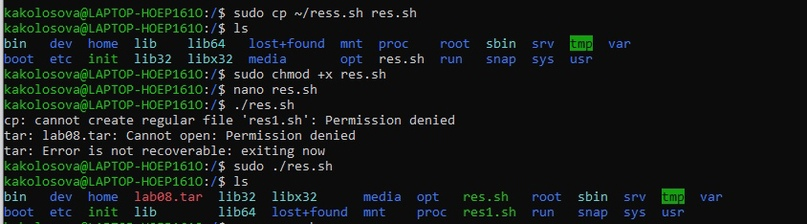 kakolosova@LAPTOP-HOEP161O:/$ sudo cp ~/ress.sh res.sh
kakolosova@LAPTOP-HOEP161O:/$ ls
bin dev home lib lib64 lost+found mnt proc root sbin srv tmp var
boot etc init lib32 libx32 media opt res.sh run snap sys usr
kakolosova@LAPTOP-HOEP161O:/$ sudo chmod +x res.sh
kakolosova@LAPTOP-HOEP161O:/$ nano res.sh
kakolosova@LAPTOP-HOEP161O:/$ ./res.sh
cp: cannot create regular file 'res1.sh': Permission denied
tar: lab08.tar: Cannot open: Permission denied
tar: Error is not recoverable: exiting now
kakolosova@LAPTOP-HOEP161O:/$ sudo ./res.sh
kakolosova@LAPTOP-HOEP161O:/$ ls
bin dev home lab08.tar lib32 libx32 media opt res.sh root sbin srv tmp var
boot etc init lib lib64 lost+found mnt proc res1.sh run snap sys usr